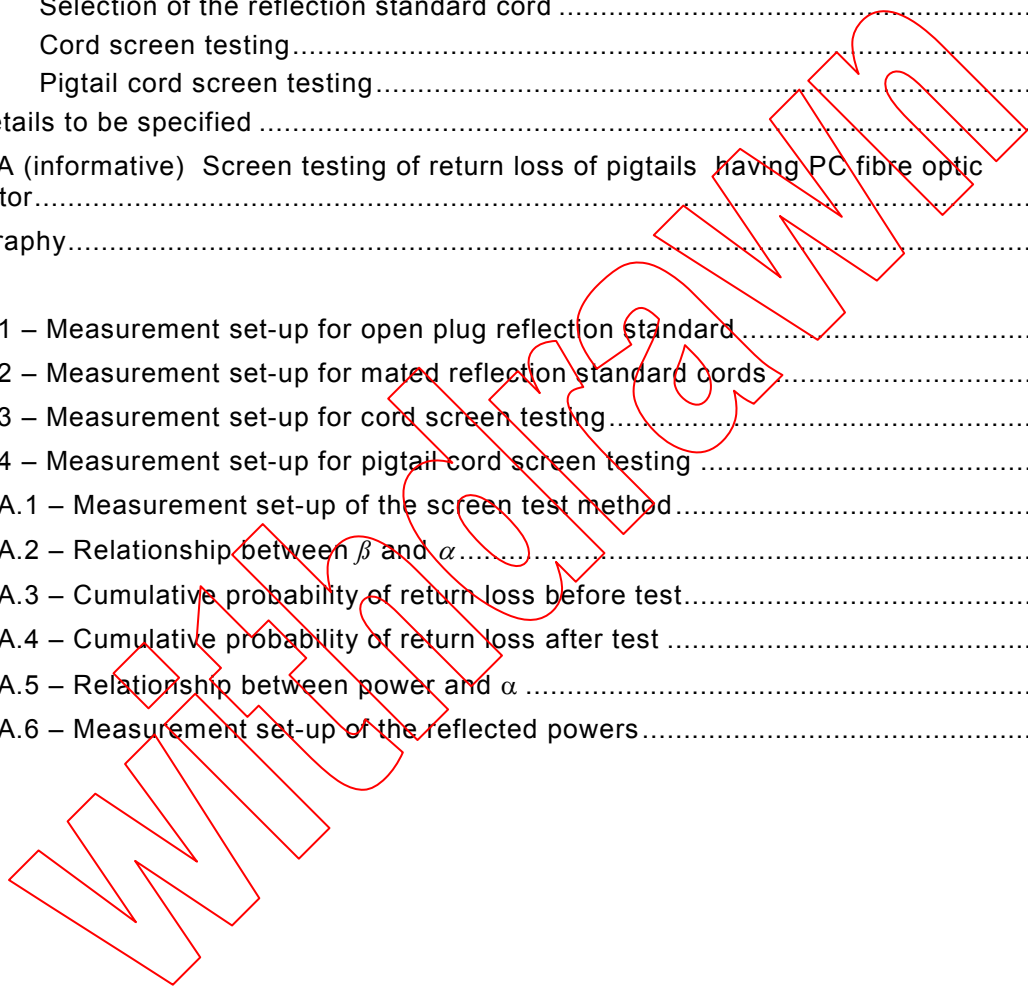 Selection of the reflection standard cord ........................................
Cord screen testing........................................
Pigtail cord screen testing........................................
etails to be specified ........................................
A (informative)  Screen testing of return loss of pigtails  having PC fibre optic
tor........................................
raphy........................................
1 – Measurement set-up for open plug reflection standard ........................................
2 – Measurement set-up for mated reflection standard cords ........................................
3 – Measurement set-up for cord screen testing ........................................
4 – Measurement set-up for pigtail cord screen testing ........................................
A.1 – Measurement set-up of the screen test method........................................
A.2 – Relationship between β and α ........................................
A.3 – Cumulative probability of return loss before test........................................
A.4 – Cumulative probability of return loss after test ........................................
A.5 – Relationship between power and α ........................................
A.6 – Measurement set-up of the reflected powers ........................................
withdrawn